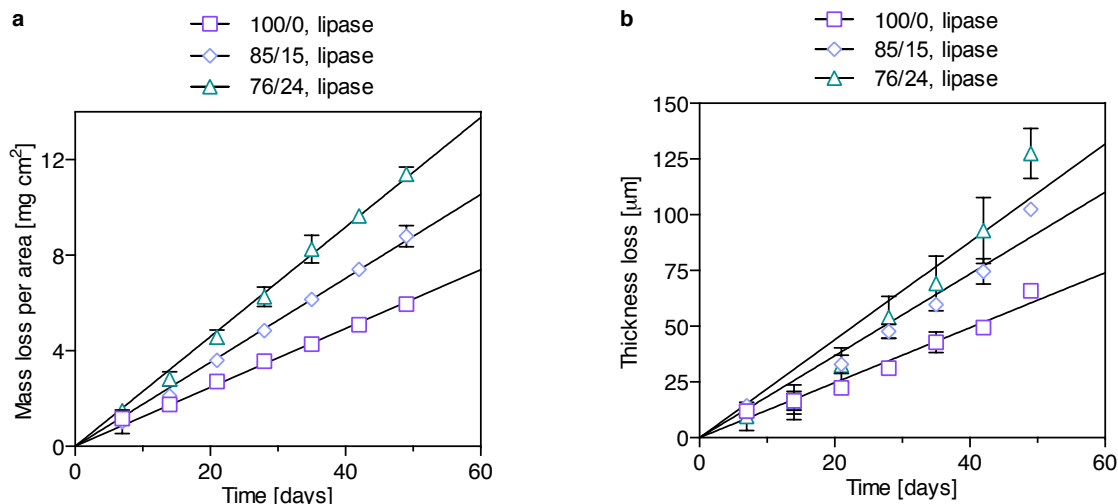 a
100/0, lipase
85/15, lipase
76/24, lipase
Mass loss per area [mg cm²]
12
8
4
0
0 20 40 60
Time [days]
b
100/0, lipase
85/15, lipase
76/24, lipase
Thickness loss [µm]
150
125
100
75
50
25
0
0 20 40 60
Time [days]